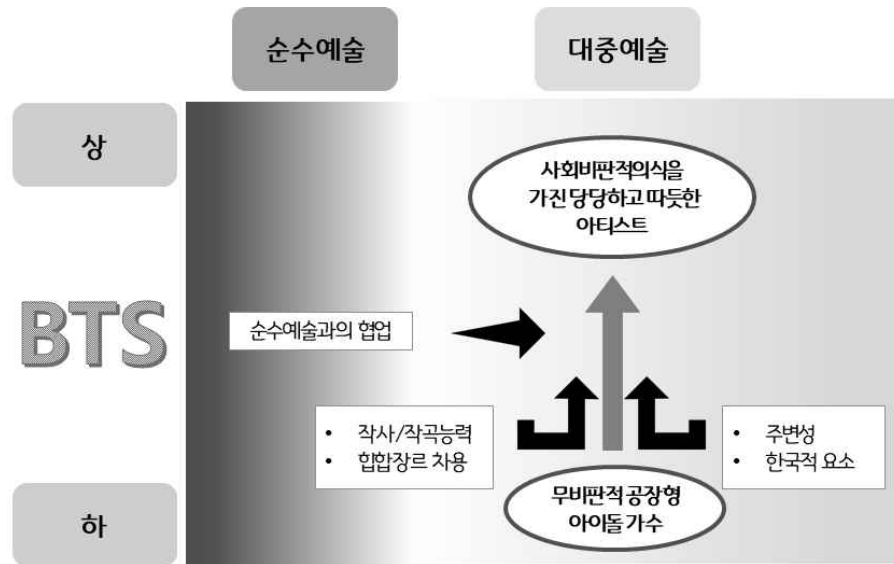 순수예술
대중예술
상
사회비판적의식을
가진 당당하고 따듯한
아티스트
BTS
순수예술과의 협업
• 작사/작곡능력
• 힙합장르 차용
• 주변성
• 한국적 요소
무비판적 공장형
아이돌 가수
하